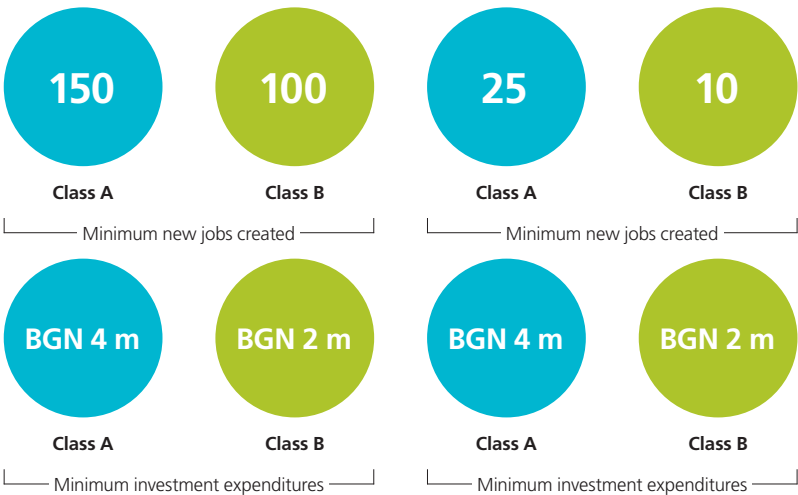 150
100
25
10
Class A
Class B
Class A
Class B
Minimum new jobs created
Minimum new jobs created
BGN 4 m
BGN 2 m
BGN 4 m
BGN 2 m
Class A
Class B
Class A
Class B
Minimum investment expenditures
Minimum investment expenditures